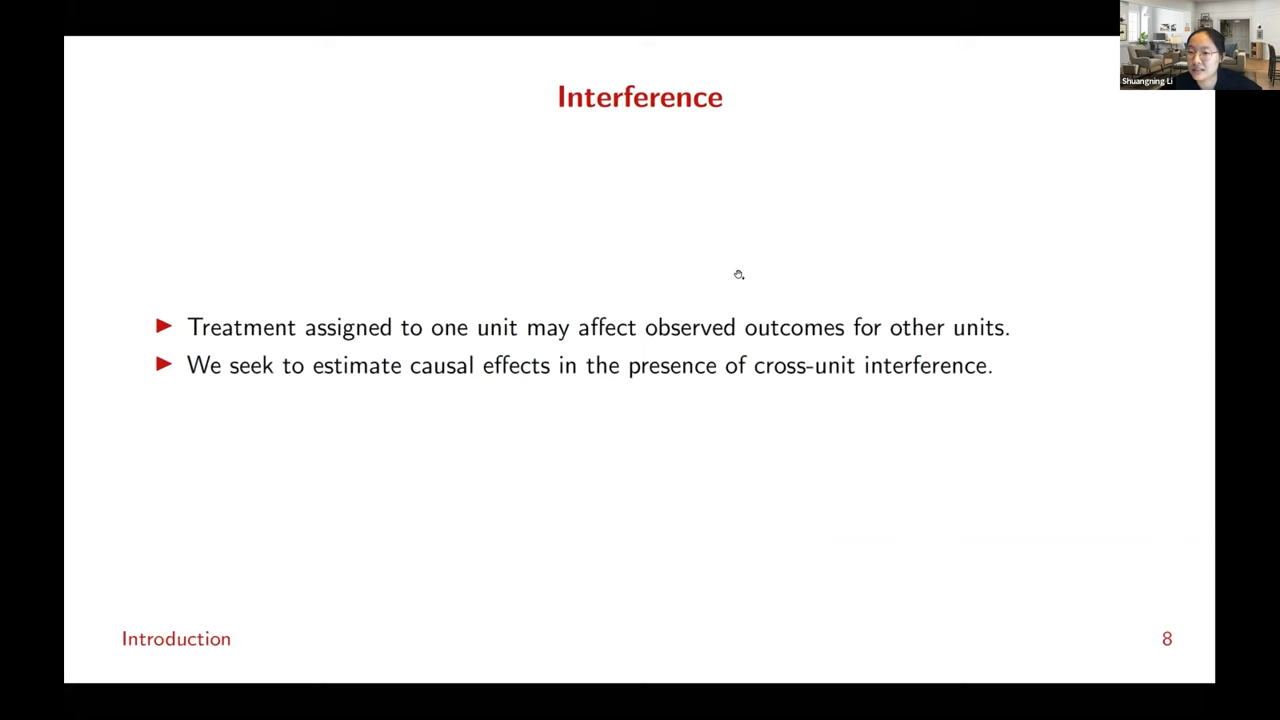 Interference
Shuangning Li
▶ Treatment assigned to one unit may affect observed outcomes for other units.
▶ We seek to estimate causal effects in the presence of cross-unit interference.
Introduction
8